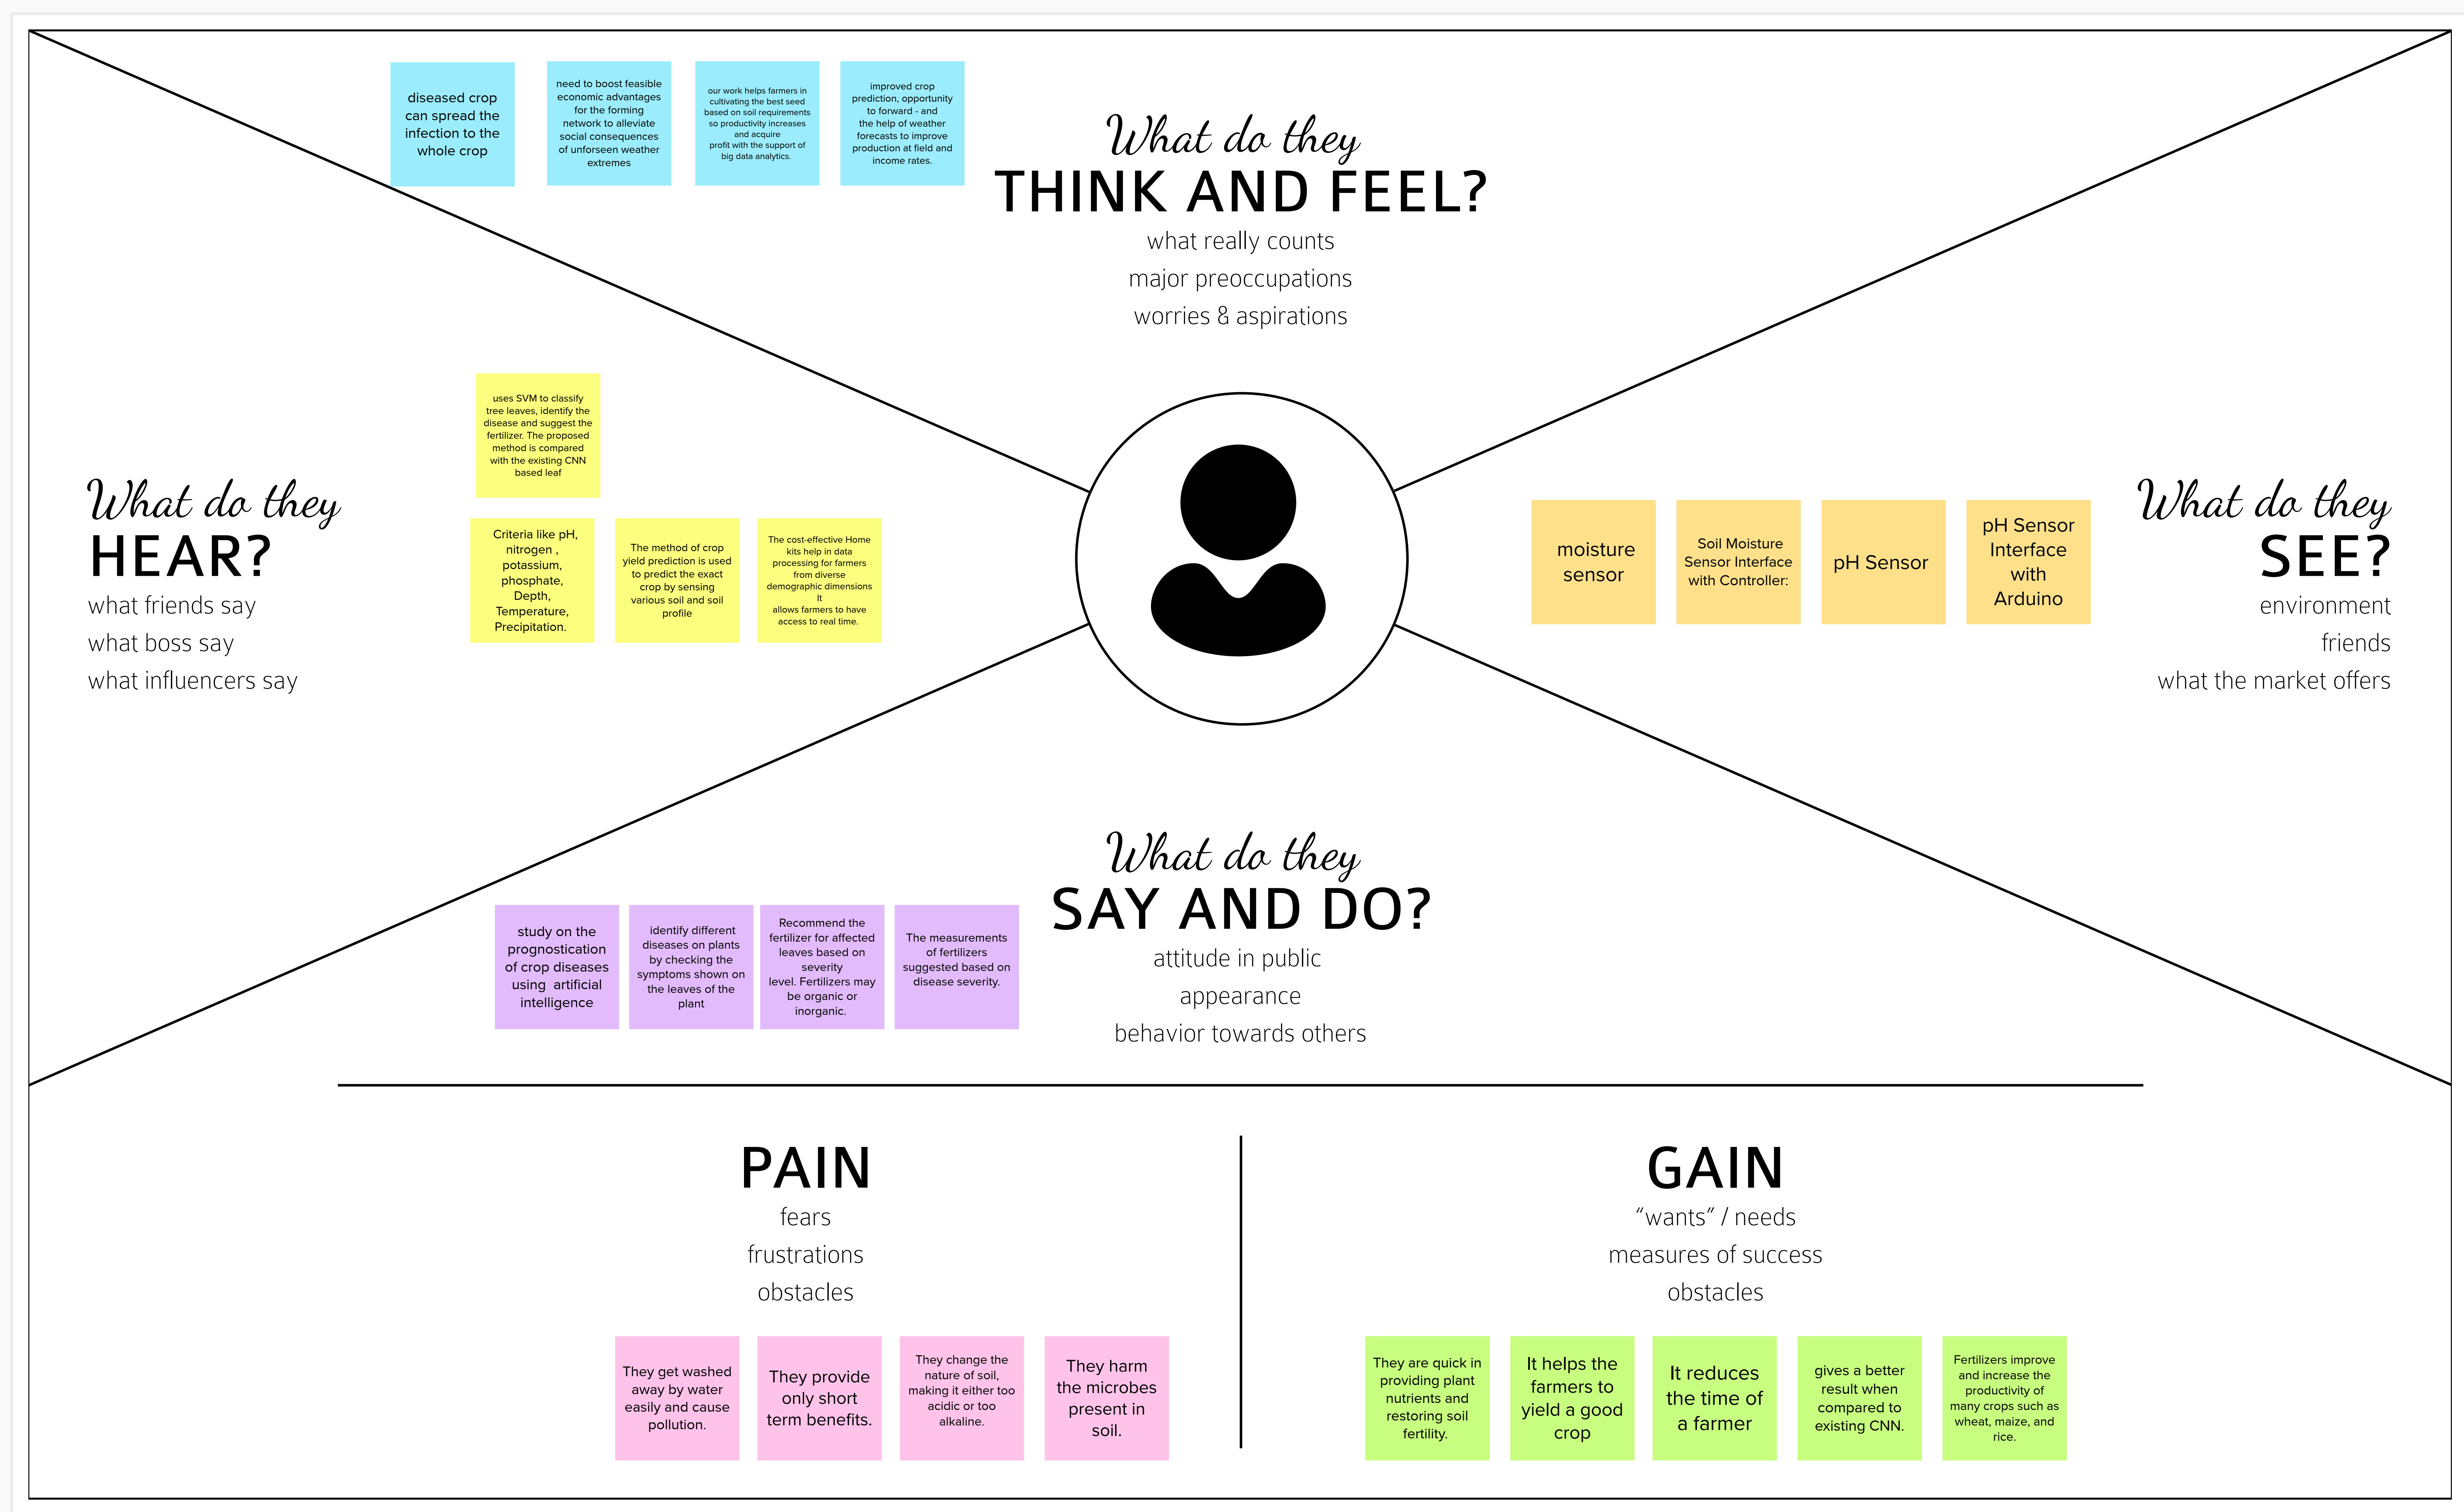 diseased crop
can spread the
infection to the
whole crop
need to boost feasible
economic advantages
for the forming
network to alleviate
social consequences
of unforseen weather
extremes
our work helps farmers in
cultivating the best seed
based on soil requirements
so productivity increases
and acquire
profit with the support of
big data analytics.
improved crop
prediction, opportunity
to forward - and
the help of weather
forecasts to improve
production at field and
income rates.
What do they
THINK AND FEEL?
what really counts
major preoccupations
worries & aspirations
What do they
HEAR?
what friends say
what boss say
what influencers say
uses SVM to classify
tree leaves, identify the
disease and suggest the
fertilizer. The proposed
method is compared
with the existing CNN
based leaf
Criteria like pH,
nitrogen ,
potassium,
phosphate,
Depth,
Temperature,
Precipitation.
The method of crop
yield prediction is used
to predict the exact
crop by sensing
various soil and soil
profile
The cost-effective Home
kits help in data
processing for farmers
from diverse
demographic dimensions
It
allows farmers to have
access to real time.
moisture
sensor
Soil Moisture
Sensor Interface
with Controller:
pH Sensor
pH Sensor
Interface
with
Arduino
What do they
SEE?
environment
friends
what the market offers
What do they
SAY AND DO?
attitude in public
appearance
behavior towards others
study on the
prognostication
of crop diseases
using  artificial
intelligence
identify different
diseases on plants
by checking the
symptoms shown on
the leaves of the
plant
Recommend the
fertilizer for affected
leaves based on
severity
level. Fertilizers may
be organic or
inorganic.
The measurements
of fertilizers
suggested based on
disease severity.
PAIN
fears
frustrations
obstacles
They get washed
away by water
easily and cause
pollution.
They provide
only short
term benefits.
They change the
nature of soil,
making it either too
acidic or too
alkaline.
They harm
the microbes
present in
soil.
GAIN
“wants” / needs
measures of success
obstacles
They are quick in
providing plant
nutrients and
restoring soil
fertility.
It helps the
farmers to
yield a good
crop
It reduces
the time of
a farmer
gives a better
result when
compared to
existing CNN.
Fertilizers improve
and increase the
productivity of
many crops such as
wheat, maize, and
rice.